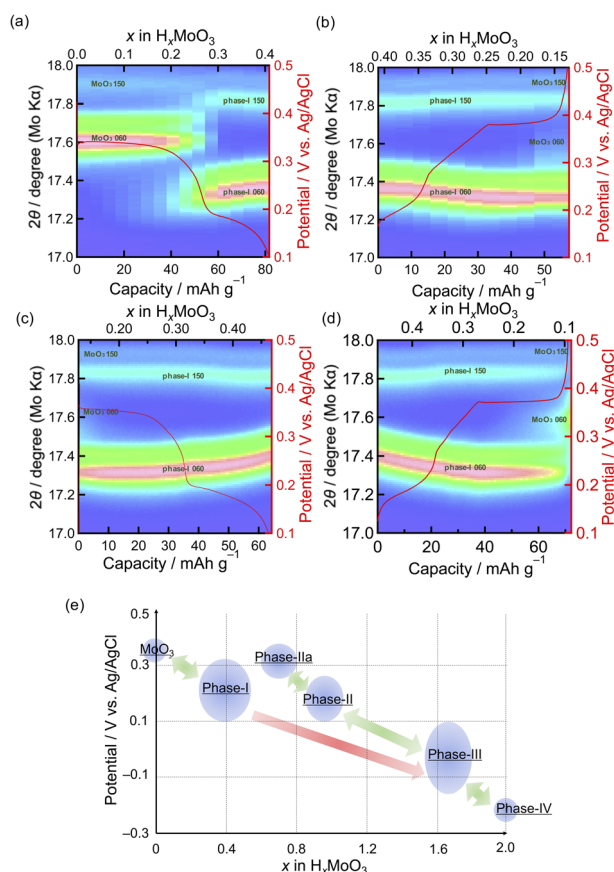 (a)
x in HₓMoO₃
0.0 0.1 0.2 0.3 0.4
2θ / degree (Mo Kα)
18.0
17.8
17.6
17.4
17.2
17.0
MoO₃ 150
phase-I 150
MoO₃ 060
phase-I 060
0.5
0.4
0.3
0.2
0.1
Potential / V vs. Ag/AgCl
0 20 40 60 80
Capacity / mAh g⁻¹
(b)
x in HₓMoO₃
0.40 0.35 0.30 0.25 0.20 0.15
2θ / degree (Mo Kα)
18.0
17.8
17.6
17.4
17.2
17.0
MoO₃ 150
phase-I 150
MoO₃ 060
phase-I 060
0.5
0.4
0.3
0.2
0.1
Potential / V vs. Ag/AgCl
0 20 40
Capacity / mAh g⁻¹
(c)
x in HₓMoO₃
0.20 0.30 0.40
2θ / degree (Mo Kα)
18.0
17.8
17.6
17.4
17.2
17.0
MoO₃ 150
phase-I 150
MoO₃ 060
phase-I 060
0.5
0.4
0.3
0.2
0.1
Potential / V vs. Ag/AgCl
0 10 20 30 40 50 60
Capacity / mAh g⁻¹
(d)
x in HₓMoO₃
0.4 0.3 0.2 0.1
2θ / degree (Mo Kα)
18.0
17.8
17.6
17.4
17.2
17.0
MoO₃ 150
phase-I 150
MoO₃ 060
phase-I 060
0.5
0.4
0.3
0.2
0.1
Potential / V vs. Ag/AgCl
0 20 40 60
Capacity / mAh g⁻¹
(e)
Potential / V vs. Ag/AgCl
0.5
0.3
0.1
–0.1
–0.3
MoO₃
Phase-I
Phase-IIa
Phase-II
Phase-III
Phase-IV
0 0.4 0.8 1.2 1.6 2.0
x in HₓMoO₃